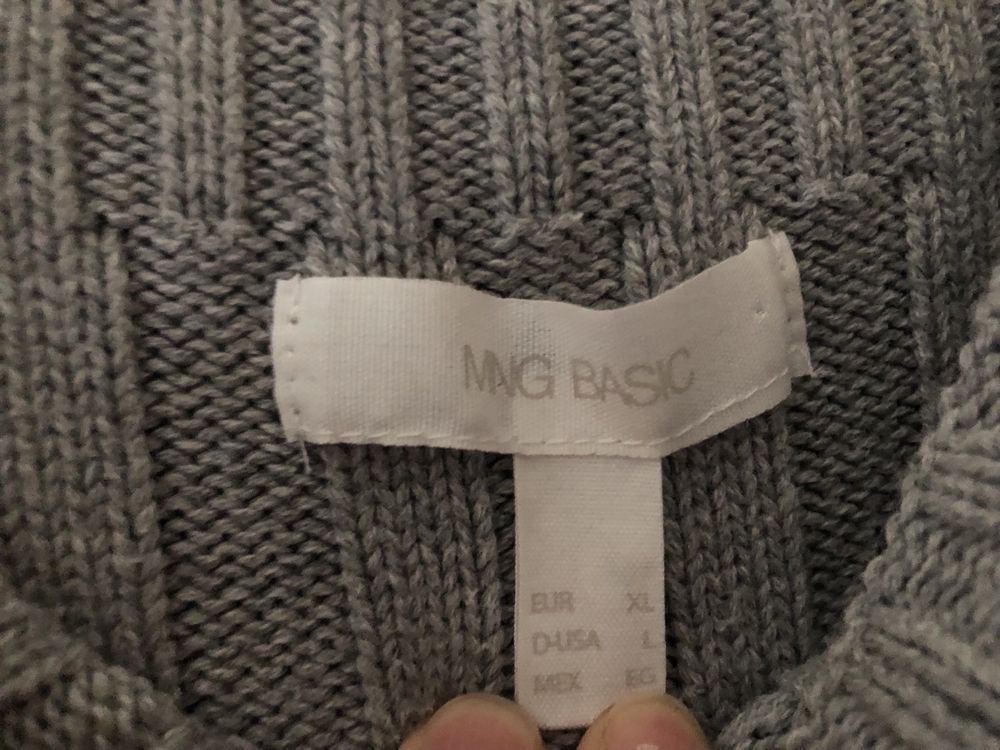 MNG BASIC
EUR XL
D-USA L
MEX EG